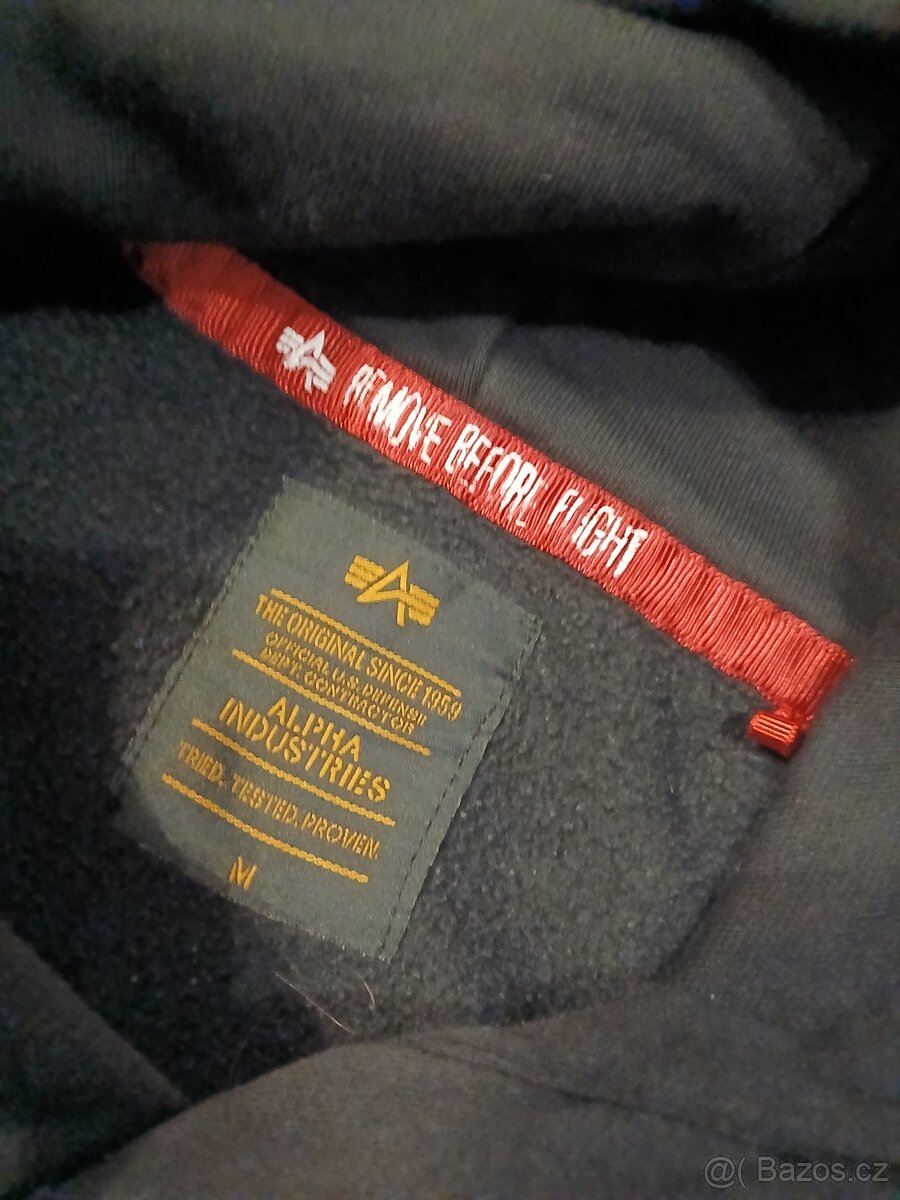 REMOVE BEFORE FLIGHT
THE ORIGINAL SINCE 1959
OFFICIAL U.S. DEFENSE
DEPT. CONTRACTOR
ALPHA
INDUSTRIES
TRIED. TESTED. PROVEN.
M
@( Bazos.cz